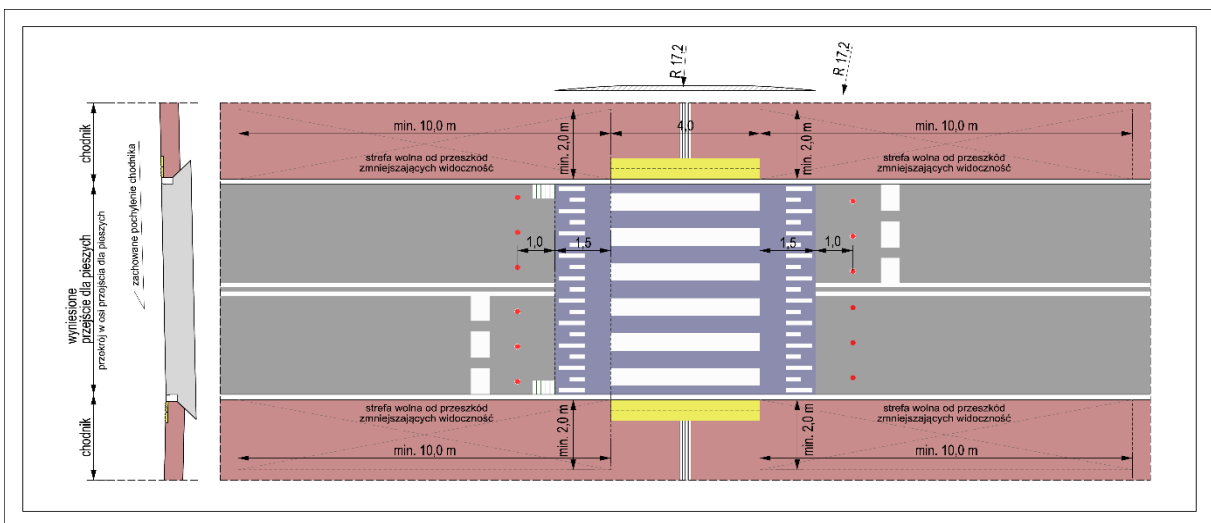 R 17,2
R 17,2
chodnik
min. 10,0 m
min. 2,0 m
4,0
min. 2,0 m
min. 10,0 m
strefa wolna od przeszkód
zmniejszających widoczność
strefa wolna od przeszkód
zmniejszających widoczność
zachowane pochylenie chodnika
wyniesione
przejście dla pieszych
przekrój w osi przejścia dla pieszych
1,0
1,5
1,5
1,0
chodnik
strefa wolna od przeszkód
zmniejszających widoczność
min. 2,0 m
min. 2,0 m
strefa wolna od przeszkód
zmniejszających widoczność
min. 10,0 m
min. 10,0 m